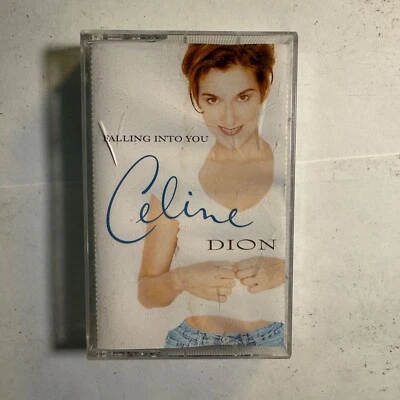 FALLING INTO YOU
Celine
DION